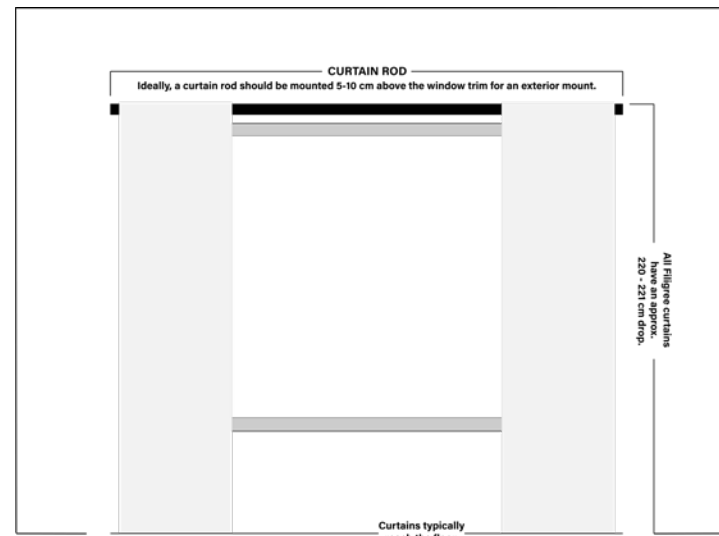 CURTAIN ROD
Ideally, a curtain rod should be mounted 5-10 cm above the window trim for an exterior mount.
All Filigree curtains
have an approx.
220 - 221 cm drop.
Curtains typically